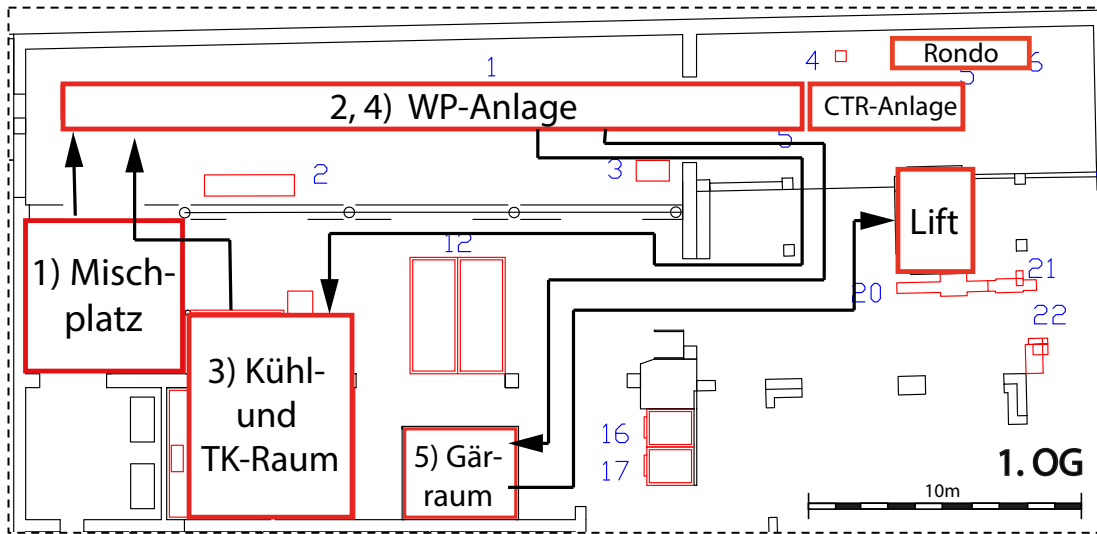 Rondo
4
6
1
2, 4) WP-Anlage
CTR-Anlage
5
5
2
3
Lift
12
1) Misch-
platz
20
21
22
3) Kühl-
und
TK-Raum
5) Gär-
raum
16
17
1. OG
10m